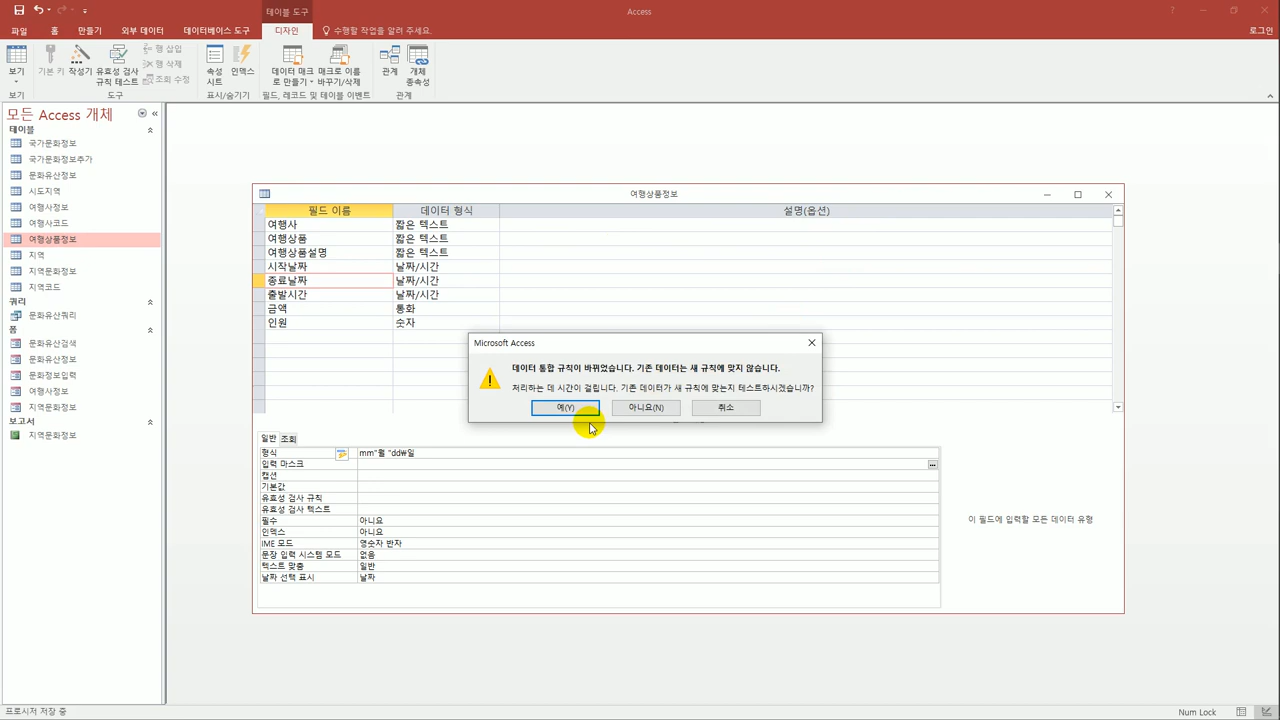 테이블 도구
Access
?
파일
홈
만들기
외부 데이터
데이터베이스 도구
디자인
수행할 작업을 알려 주세요.
로그인
보기
기본 키
작성기
유효성 검사 규칙 테스트
행 삽입
행 삭제
조회 수정
속성 시트
인덱스
데이터 매크로 만들기
매크로 이름 바꾸기/삭제
관계
개체 종속성
보기
도구
표시/숨기기
필드, 레코드 및 테이블 이벤트
관계
모든 Access 개체
테이블
국가문화정보
국가문화정보추가
문화유산정보
시도지역
여행사정보
여행사코드
여행상품정보
지역
지역문화정보
지역코드
쿼리
문화유산쿼리
폼
문화유산검색
문화유산정보
문화정보입력
여행사정보
지역문화정보
보고서
지역문화정보
여행상품정보
필드 이름 데이터 형식 설명(옵션)
여행사 짧은 텍스트
여행상품 짧은 텍스트
여행상품설명 짧은 텍스트
시작날짜 날짜/시간
종료날짜 날짜/시간
출발시간 날짜/시간
금액 통화
인원 숫자
Microsoft Access
데이터 통합 규칙이 바뀌었습니다. 기존 데이터는 새 규칙에 맞지 않습니다.
처리하는 데 시간이 걸립니다. 기존 데이터가 새 규칙에 맞는지 테스트하시겠습니까?
예(Y) 아니요(N) 취소
일반 조회
형식 mm"월 "dd₩일
입력 마스크
캡션
기본값
유효성 검사 규칙
유효성 검사 텍스트
필수 아니요
인덱스 아니요
IME 모드 영숫자 반자
문장 입력 시스템 모드 없음
텍스트 맞춤 일반
날짜 선택 표시 날짜
이 필드에 입력할 모든 데이터 유형
프로시저 저장 중
Num Lock